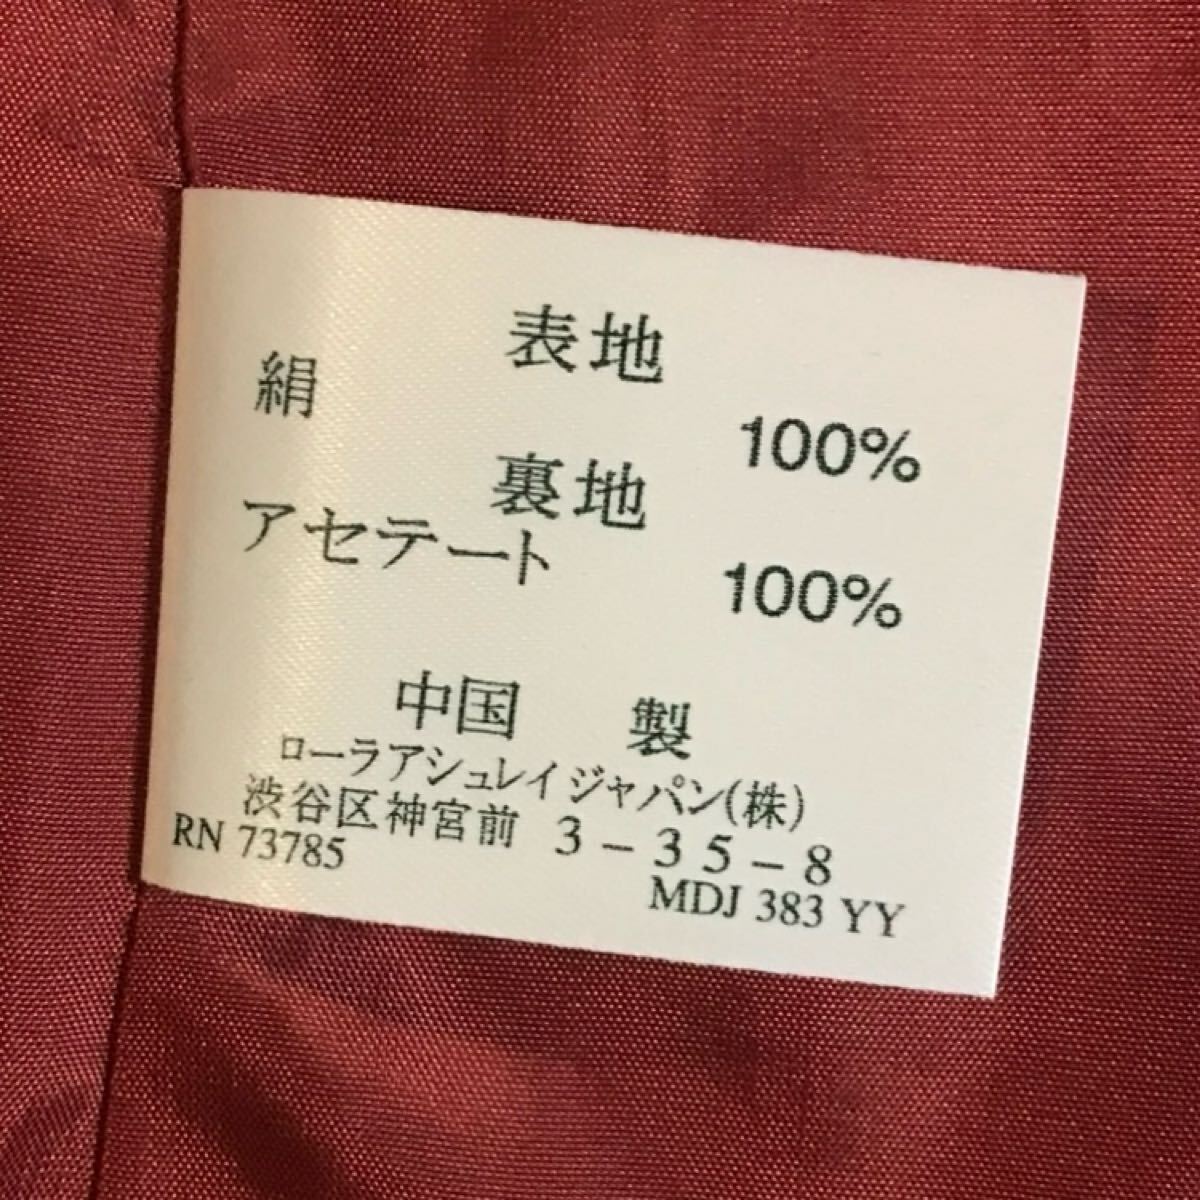 表地
絹 100%
裏地
アセテート 100%
中国 製
ローラアシュレイジャパン(株)
渋谷区神宮前 3-35-8
RN 73785
MDJ 383 YY